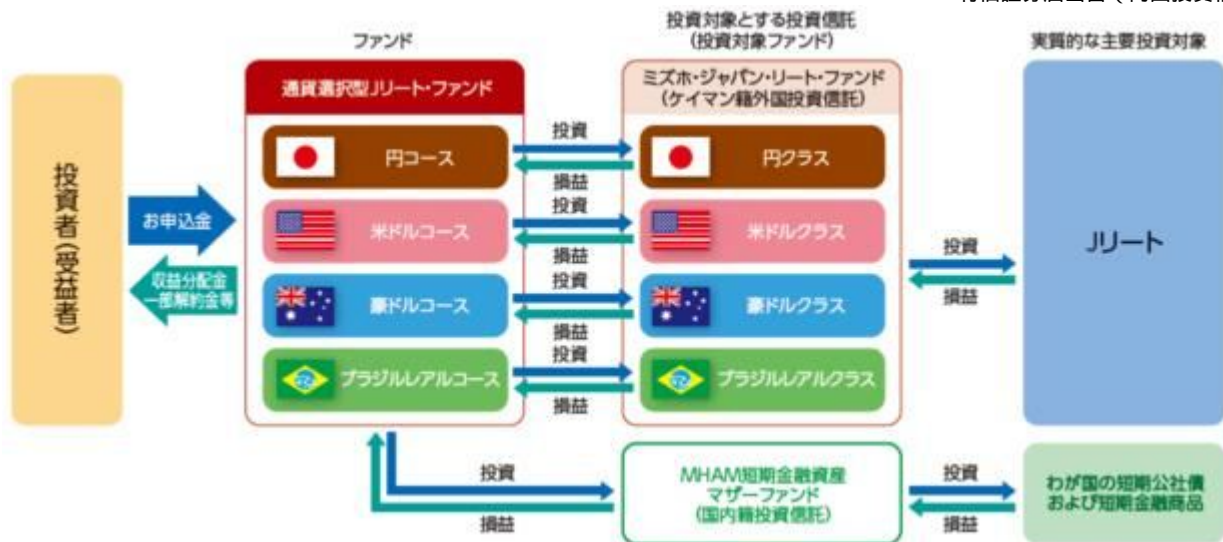 ファンド
投資対象とする投資信託
(投資対象ファンド)
実質的な主要投資対象
通貨選択型Jリート・ファンド
ミズホ・ジャパン・リート・ファンド
(ケイマン籍外国投資信託)
投資者(受益者)
お申込金
収益分配金
一部解約金等
円コース
投資
損益
円クラス
米ドルコース
投資
損益
米ドルクラス
豪ドルコース
投資
損益
豪ドルクラス
ブラジルレアルコース
投資
損益
ブラジルレアルクラス
投資
損益
Jリート
投資
損益
MHAM短期金融資産
マザーファンド
(国内籍投資信託)
投資
損益
わが国の短期公社債
および短期金融商品